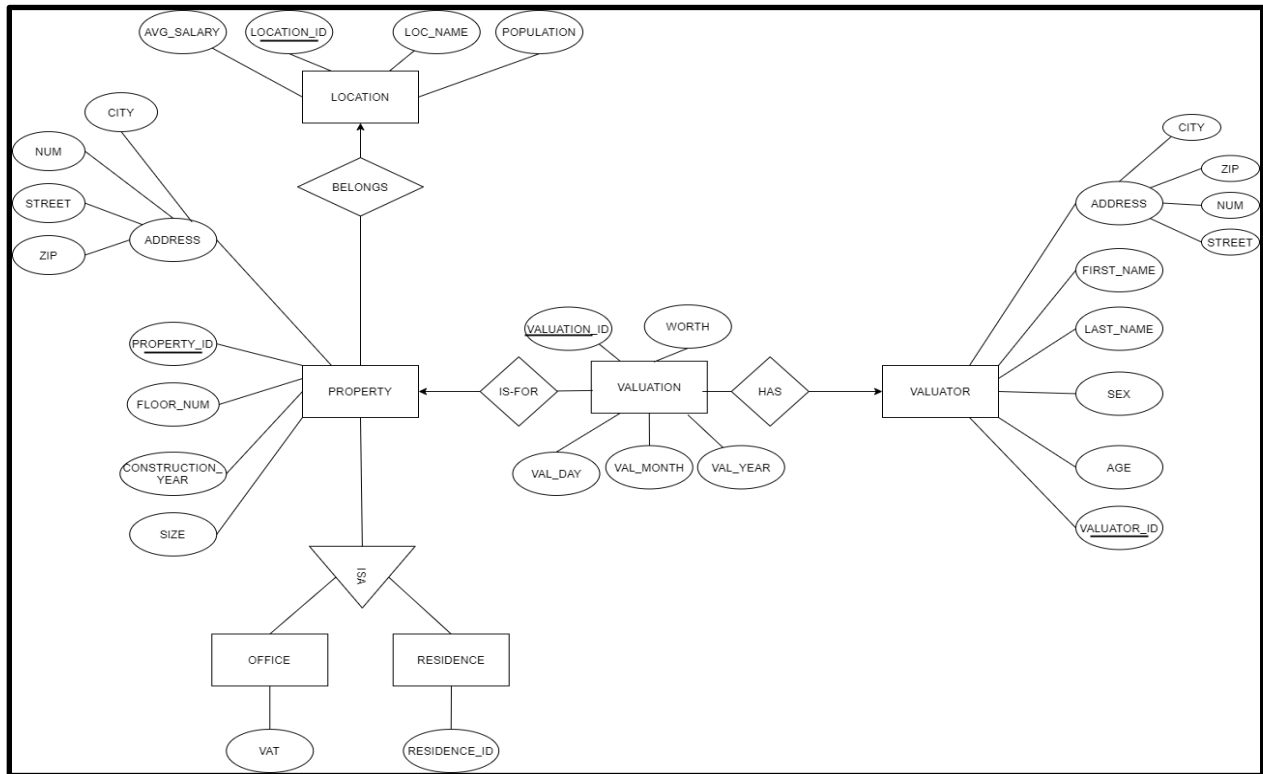 AVG_SALARY
LOCATION_ID
LOC_NAME
POPULATION
LOCATION
CITY
NUM
STREET
ZIP
ADDRESS
BELONGS
CITY
ZIP
NUM
STREET
ADDRESS
PROPERTY_ID
FLOOR_NUM
CONSTRUCTION_
YEAR
SIZE
PROPERTY
IS-FOR
VALUATION_ID
WORTH
VALUATION
VAL_DAY
VAL_MONTH
VAL_YEAR
HAS
VALUATOR
FIRST_NAME
LAST_NAME
SEX
AGE
VALUATOR_ID
ISA
OFFICE
RESIDENCE
VAT
RESIDENCE_ID